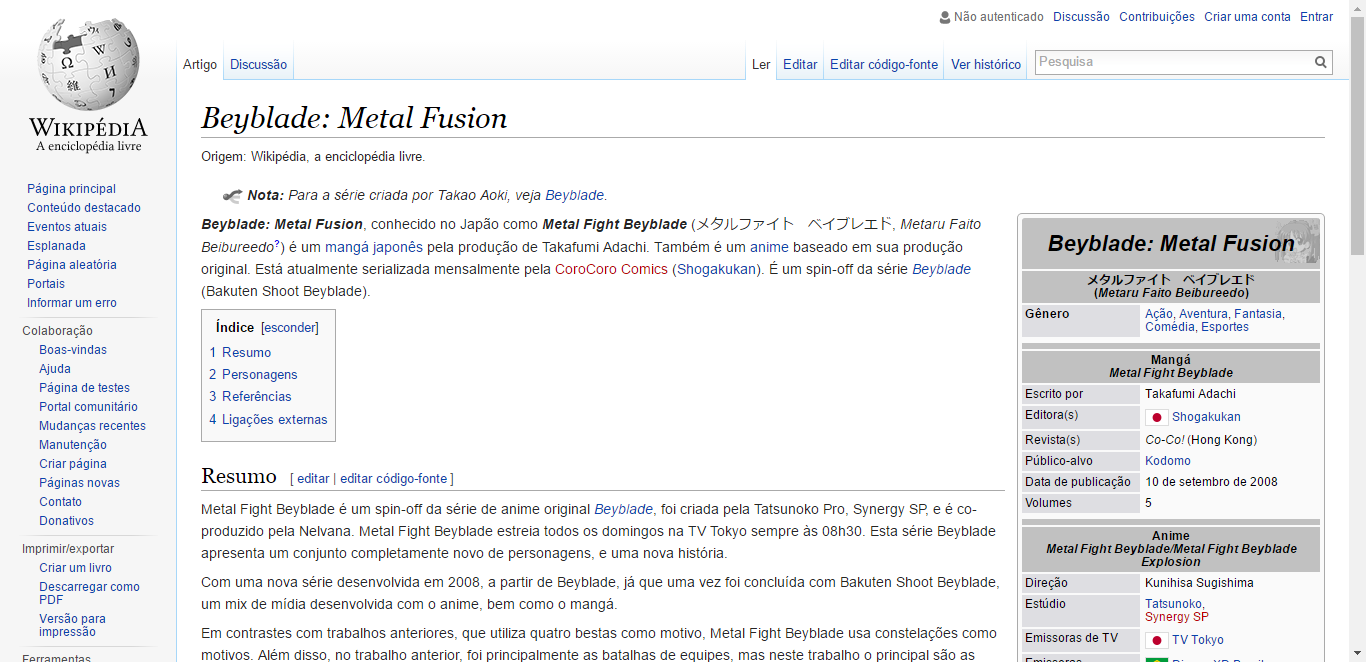 Não autenticado Discussão Contribuições Criar uma conta Entrar
Artigo Discussão Ler Editar Editar código-fonte Ver histórico Pesquisa
WIKIPÉDIA
A enciclopédia livre
Página principal
Conteúdo destacado
Eventos atuais
Esplanada
Página aleatória
Portais
Informar um erro
Colaboração
Boas-vindas
Ajuda
Página de testes
Portal comunitário
Mudanças recentes
Manutenção
Criar página
Páginas novas
Contato
Donativos
Imprimir/exportar
Criar um livro
Descarregar como
PDF
Versão para
impressão
Ferramentas
Beyblade: Metal Fusion
Origem: Wikipédia, a enciclopédia livre.
Nota: Para a série criada por Takao Aoki, veja Beyblade.
Beyblade: Metal Fusion, conhecido no Japão como Metal Fight Beyblade (メタルファイト　ベイブレエド, Metaru Faito
Beibureedo?) é um mangá japonês pela produção de Takafumi Adachi. Também é um anime baseado em sua produção
original. Está atualmente serializada mensalmente pela CoroCoro Comics (Shogakukan). É um spin-off da série Beyblade
(Bakuten Shoot Beyblade).
Índice [esconder]
1 Resumo
2 Personagens
3 Referências
4 Ligações externas
Resumo [ editar | editar código-fonte ]
Metal Fight Beyblade é um spin-off da série de anime original Beyblade, foi criada pela Tatsunoko Pro, Synergy SP, e é co-
produzido pela Nelvana. Metal Fight Beyblade estreia todos os domingos na TV Tokyo sempre às 08h30. Esta série Beyblade
apresenta um conjunto completamente novo de personagens, e uma nova história.
Com uma nova série desenvolvida em 2008, a partir de Beyblade, já que uma vez foi concluída com Bakuten Shoot Beyblade,
um mix de mídia desenvolvida com o anime, bem como o mangá.
Em contrastes com trabalhos anteriores, que utiliza quatro bestas como motivo, Metal Fight Beyblade usa constelações como
motivos. Além disso, no trabalho anterior, foi principalmente as batalhas de equipes, mas neste trabalho o principal são as
Beyblade: Metal Fusion
メタルファイト　ベイブレエド
(Metaru Faito Beibureedo)
Gênero Ação, Aventura, Fantasia,
Comédia, Esportes
Mangá
Metal Fight Beyblade
Escrito por Takafumi Adachi
Editora(s) Shogakukan
Revista(s) Co-Co! (Hong Kong)
Público-alvo Kodomo
Data de publicação 10 de setembro de 2008
Volumes 5
Anime
Metal Fight Beyblade/Metal Fight Beyblade
Explosion
Direção Kunihisa Sugishima
Estúdio Tatsunoko,
Synergy SP
Emissoras de TV TV Tokyo